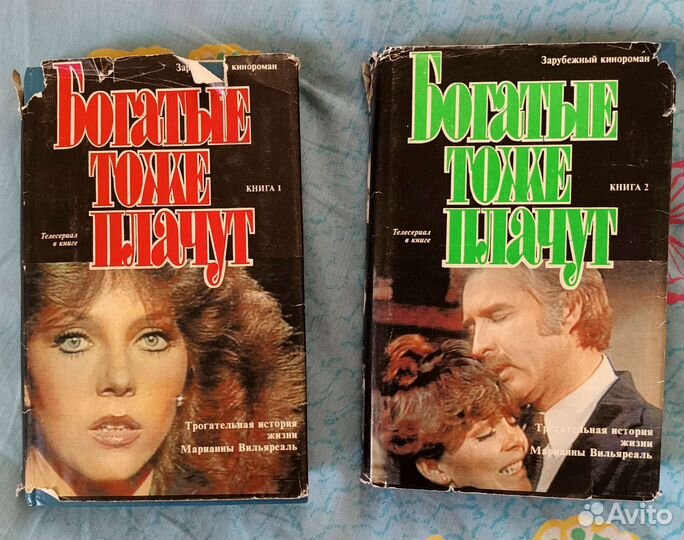 кинороман
Богатые
тоже
плачут
КНИГА 1
Телесериал
в книге
Трогательная история
жизни
Марианны Вильяреаль
Зарубежный кинороман
Богатые
тоже
плачут
КНИГА 2
Телесериал
в книге
Трогательная история
жизни
Марианны Вильяреаль
Avito